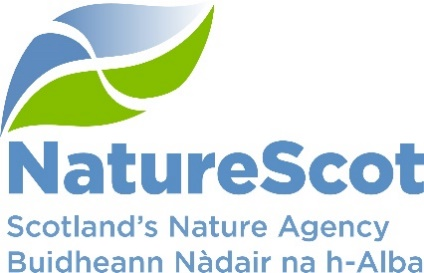 NatureScot
Scotland's Nature Agency
Buidheann Nàdair na h-Alba